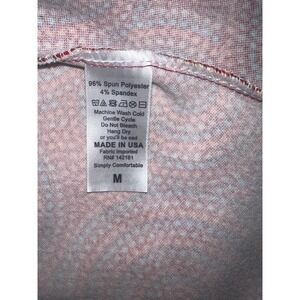 96% Spun Polyester
4% Spandex
Machine Wash Cold
Gentle Cycle
Do Not Bleach
Hang Dry
or you'll be sad
MADE IN USA
Fabric imported
RN# 142181
Simply Comfortable
M